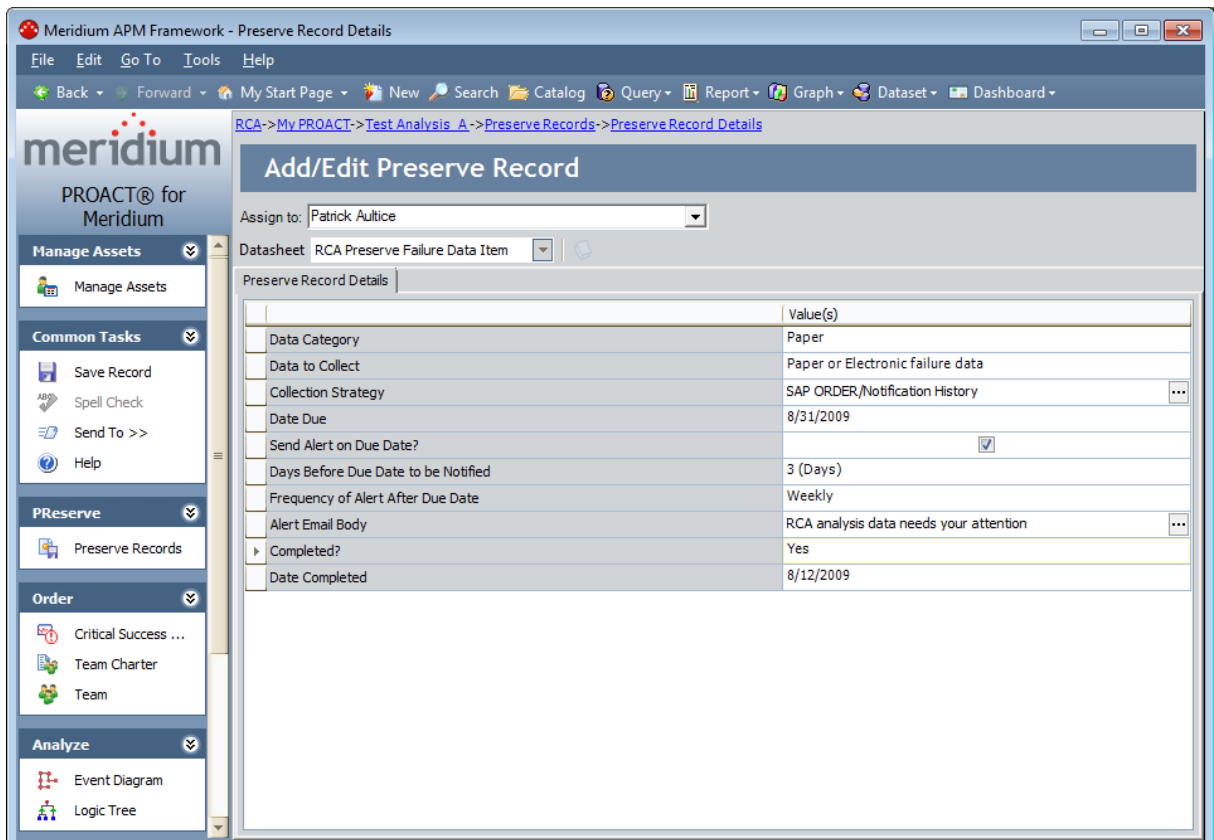 Meridium APM Framework - Preserve Record Details
File Edit Go To Tools Help
Back Forward My Start Page New Search Catalog Query Report Graph Dataset Dashboard
meridium
PROACT® for
Meridium
Manage Assets
Manage Assets
Common Tasks
Save Record
Spell Check
Send To >>
Help
PReserve
Preserve Records
Order
Critical Success ...
Team Charter
Team
Analyze
Event Diagram
Logic Tree
RCA->My PROACT->Test Analysis A->Preserve Records->Preserve Record Details
Add/Edit Preserve Record
Assign to: Patrick Aultice
Datasheet RCA Preserve Failure Data Item
Preserve Record Details
Value(s)
Data Category Paper
Data to Collect Paper or Electronic failure data
Collection Strategy SAP ORDER/Notification History ...
Date Due 8/31/2009
Send Alert on Due Date?
Days Before Due Date to be Notified 3 (Days)
Frequency of Alert After Due Date Weekly
Alert Email Body RCA analysis data needs your attention ...
Completed? Yes
Date Completed 8/12/2009